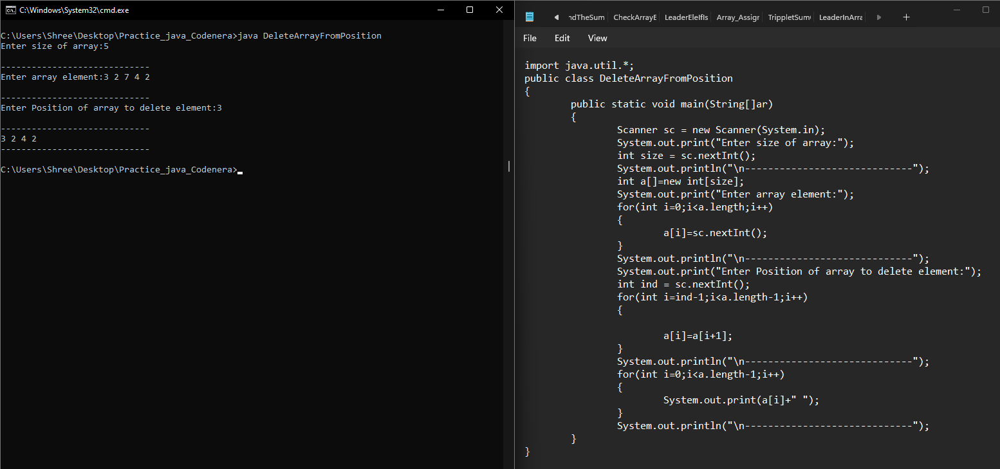 C:\Windows\System32\cmd.exe
C:\Users\Shree\Desktop\Practice_java_Codenera>java DeleteArrayFromPosition
Enter size of array:5
-----------------------------
Enter array element:3 2 7 4 2
-----------------------------
Enter Position of array to delete element:3
-----------------------------
3 2 4 2
-----------------------------
C:\Users\Shree\Desktop\Practice_java_Codenera>
ndTheSum CheckArrayE LeaderEleIfIs Array_Assigr TrippletSum LeaderInArra
File Edit View
import java.util.*;
public class DeleteArrayFromPosition
{
public static void main(String[]ar)
{
Scanner sc = new Scanner(System.in);
System.out.print("Enter size of array:");
int size = sc.nextInt();
System.out.println("\n-----------------------------");
int a[]=new int[size];
System.out.print("Enter array element:");
for(int i=0;i<a.length;i++)
{
a[i]=sc.nextInt();
}
System.out.println("\n-----------------------------");
System.out.print("Enter Position of array to delete element:");
int ind = sc.nextInt();
for(int i=ind-1;i<a.length-1;i++)
{
a[i]=a[i+1];
}
System.out.println("\n-----------------------------");
for(int i=0;i<a.length-1;i++)
{
System.out.print(a[i]+" ");
}
System.out.println("\n-----------------------------");
}
}